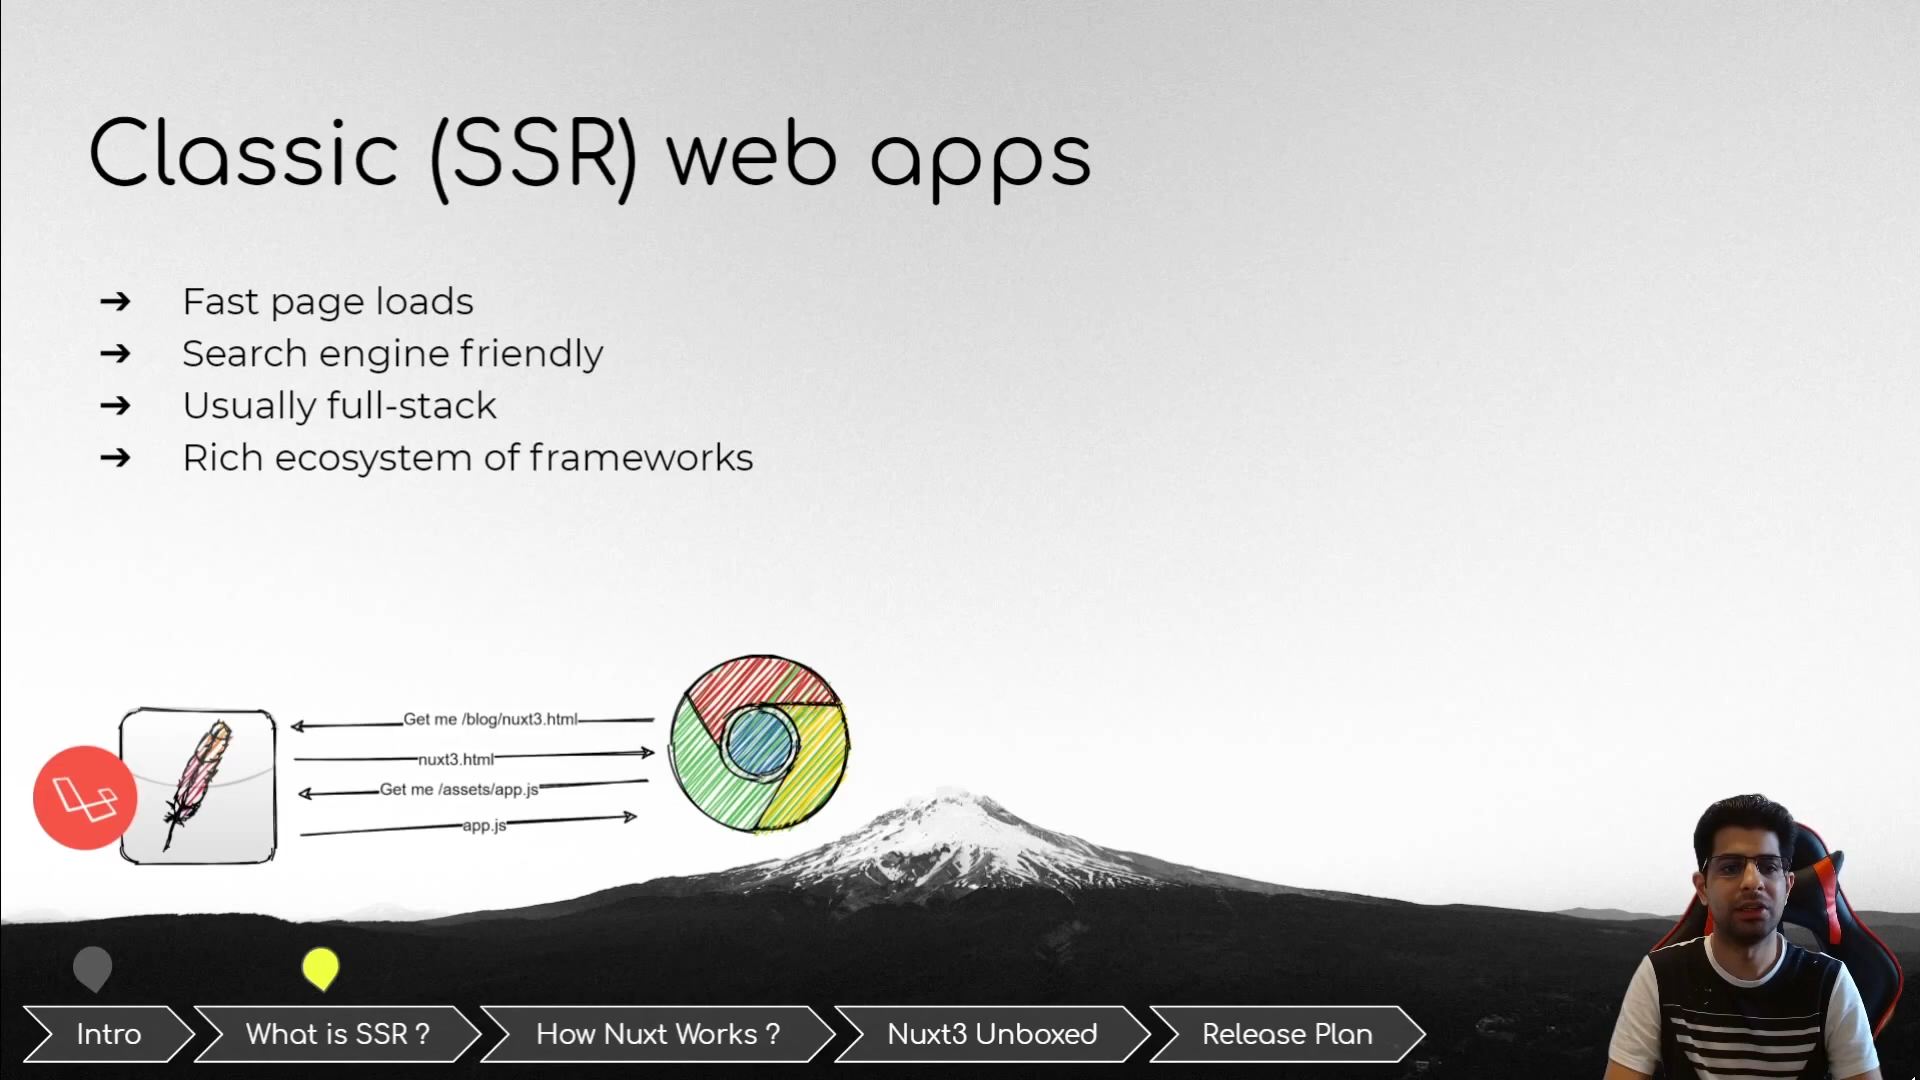 Classic (SSR) web apps
➔ Fast page loads
➔ Search engine friendly
➔ Usually full-stack
➔ Rich ecosystem of frameworks
Get me /blog/nuxt3.html
nuxt3.html
Get me /assets/app.js
app.js
Intro
What is SSR ?
How Nuxt Works ?
Nuxt3 Unboxed
Release Plan